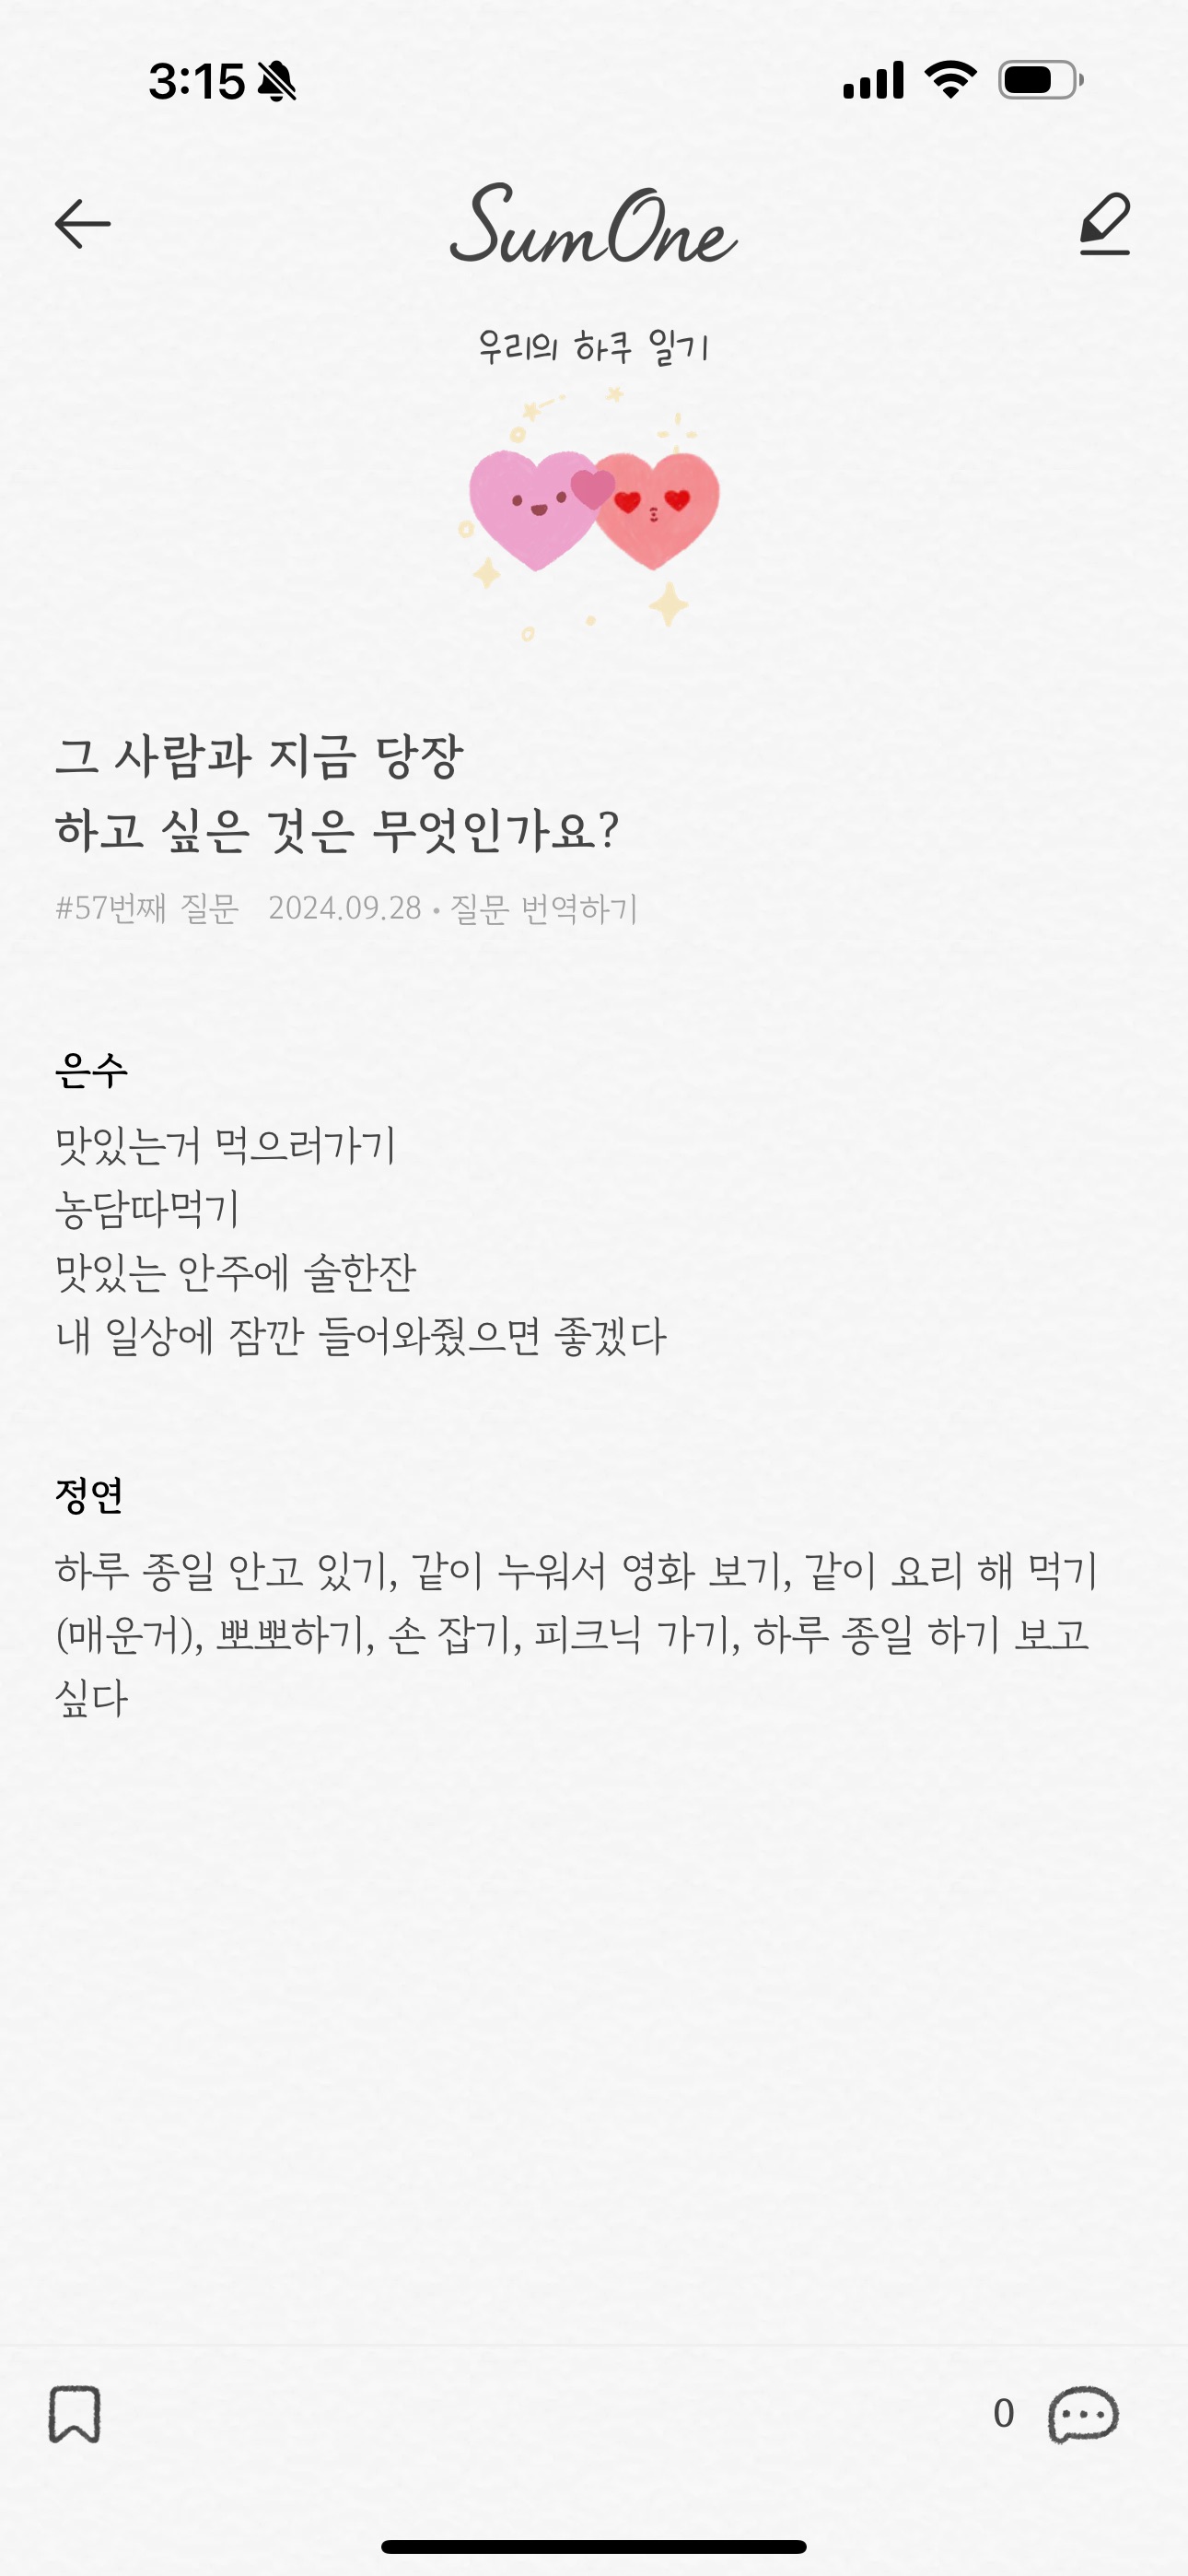 3:15
SumOne
우리의 하쿠 일기
그 사람과 지금 당장
하고 싶은 것은 무엇인가요?
#57번째 질문 2024.09.28 • 질문 번역하기
은수
맛있는거 먹으러가기
농담따먹기
맛있는 안주에 술한잔
내 일상에 잠깐 들어와줬으면 좋겠다
정연
하루 종일 안고 있기, 같이 누워서 영화 보기, 같이 요리 해 먹기
(매운거), 뽀뽀하기, 손 잡기, 피크닉 가기, 하루 종일 하기 보고
싶다
0